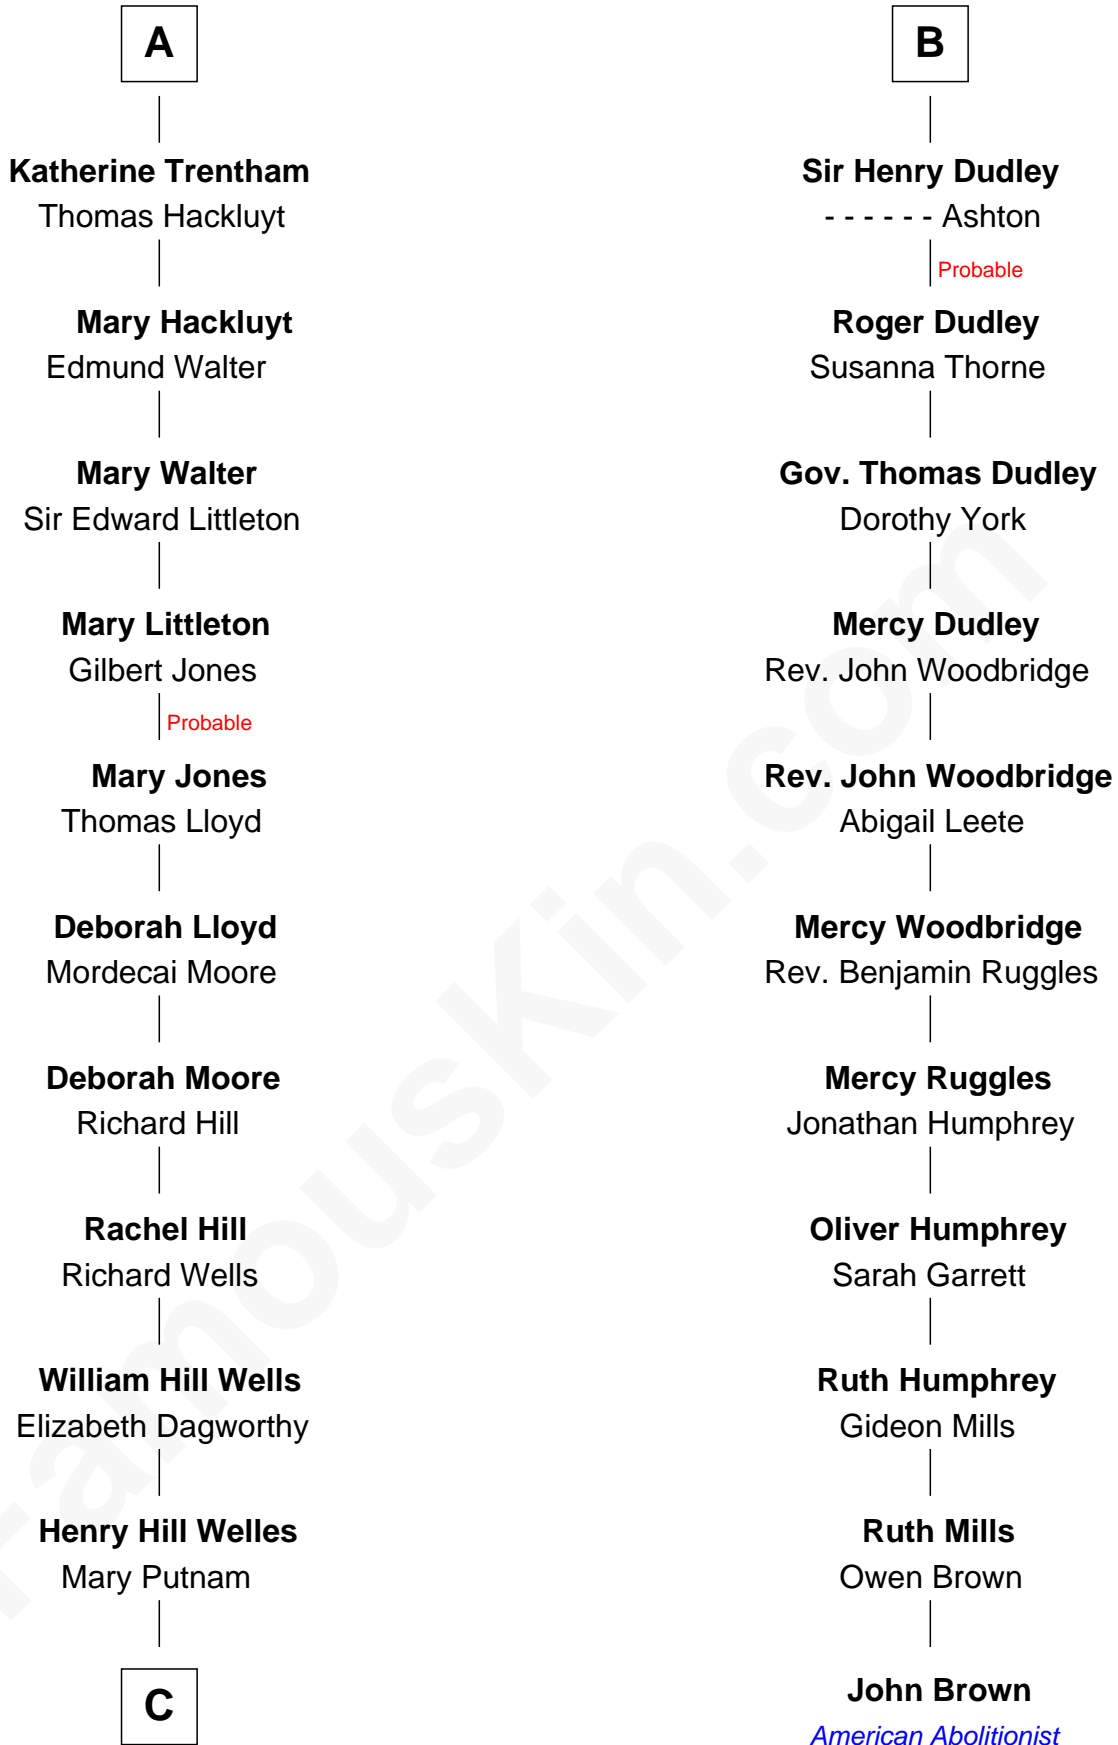 A
Katherine Trentham
Thomas Hackluyt
Mary Hackluyt
Edmund Walter
Mary Walter
Sir Edward Littleton
Mary Littleton
Gilbert Jones
Probable
Mary Jones
Thomas Lloyd
Deborah Lloyd
Mordecai Moore
Deborah Moore
Richard Hill
Rachel Hill
Richard Wells
William Hill Wells
Elizabeth Dagworthy
Henry Hill Welles
Mary Putnam
C
B
Sir Henry Dudley
- - - - - - Ashton
Probable
Roger Dudley
Susanna Thorne
Gov. Thomas Dudley
Dorothy York
Mercy Dudley
Rev. John Woodbridge
Rev. John Woodbridge
Abigail Leete
Mercy Woodbridge
Rev. Benjamin Ruggles
Mercy Ruggles
Jonathan Humphrey
Oliver Humphrey
Sarah Garrett
Ruth Humphrey
Gideon Mills
Ruth Mills
Owen Brown
John Brown
American Abolitionist
FamousKin.com